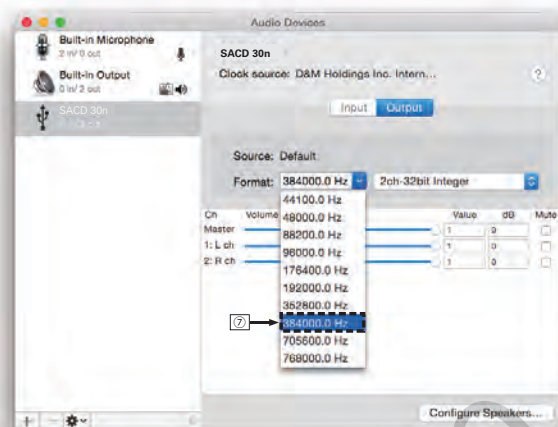 Audio Devices
Built-in Microphone
2 in/ 0 out
Built-in Output
0 in/ 2 out
SACD 30n
SACD 30n
Clock source: D&M Holdings Inc. Intern...
?
Input Output
Source: Default
Format: 384000.0 Hz 2ch-32bit Integer
44100.0 Hz
48000.0 Hz
88200.0 Hz
96000.0 Hz
176400.0 Hz
192000.0 Hz
352800.0 Hz
⑦ 384000.0 Hz
705600.0 Hz
768000.0 Hz
Ch Volume Value dB Mute
Master 1 0
1: L ch 1 0
2: R ch 1 0
Configure Speakers...